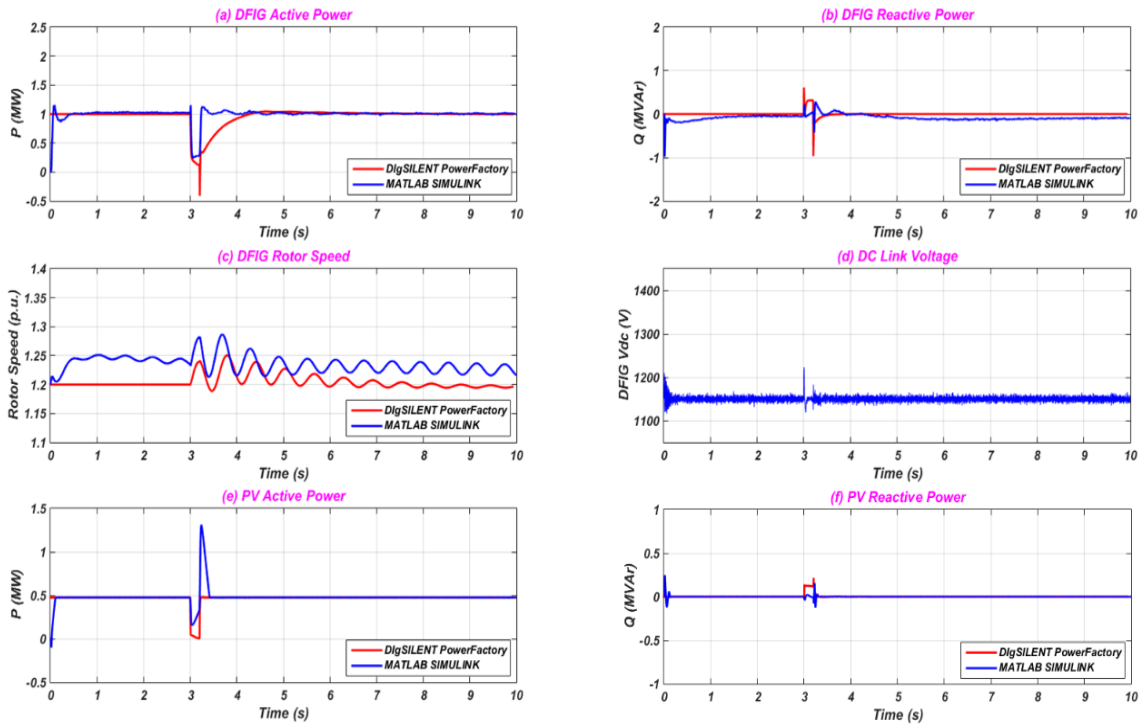 (a) DFIG Active Power
P (MW)
2.5
2
1.5
1
0.5
0
-0.5
DIgSILENT PowerFactory
MATLAB SIMULINK
0 1 2 3 4 5 6 7 8 9 10
Time (s)
(b) DFIG Reactive Power
Q (MVAr)
2
1
0
-1
-2
DIgSILENT PowerFactory
MATLAB SIMULINK
0 1 2 3 4 5 6 7 8 9 10
Time (s)
(c) DFIG Rotor Speed
Rotor Speed (p.u.)
1.4
1.35
1.3
1.25
1.2
1.15
1.1
DIgSILENT PowerFactory
MATLAB SIMULINK
0 1 2 3 4 5 6 7 8 9 10
Time (s)
(d) DC Link Voltage
DFIG Vdc (V)
1400
1300
1200
1100
0 1 2 3 4 5 6 7 8 9 10
Time (s)
(e) PV Active Power
P (MW)
1.5
1
0.5
0
-0.5
DIgSILENT PowerFactory
MATLAB SIMULINK
0 1 2 3 4 5 6 7 8 9 10
Time (s)
(f) PV Reactive Power
Q (MVAr)
1
0.5
0
-0.5
-1
DIgSILENT PowerFactory
MATLAB SIMULINK
0 1 2 3 4 5 6 7 8 9 10
Time (s)